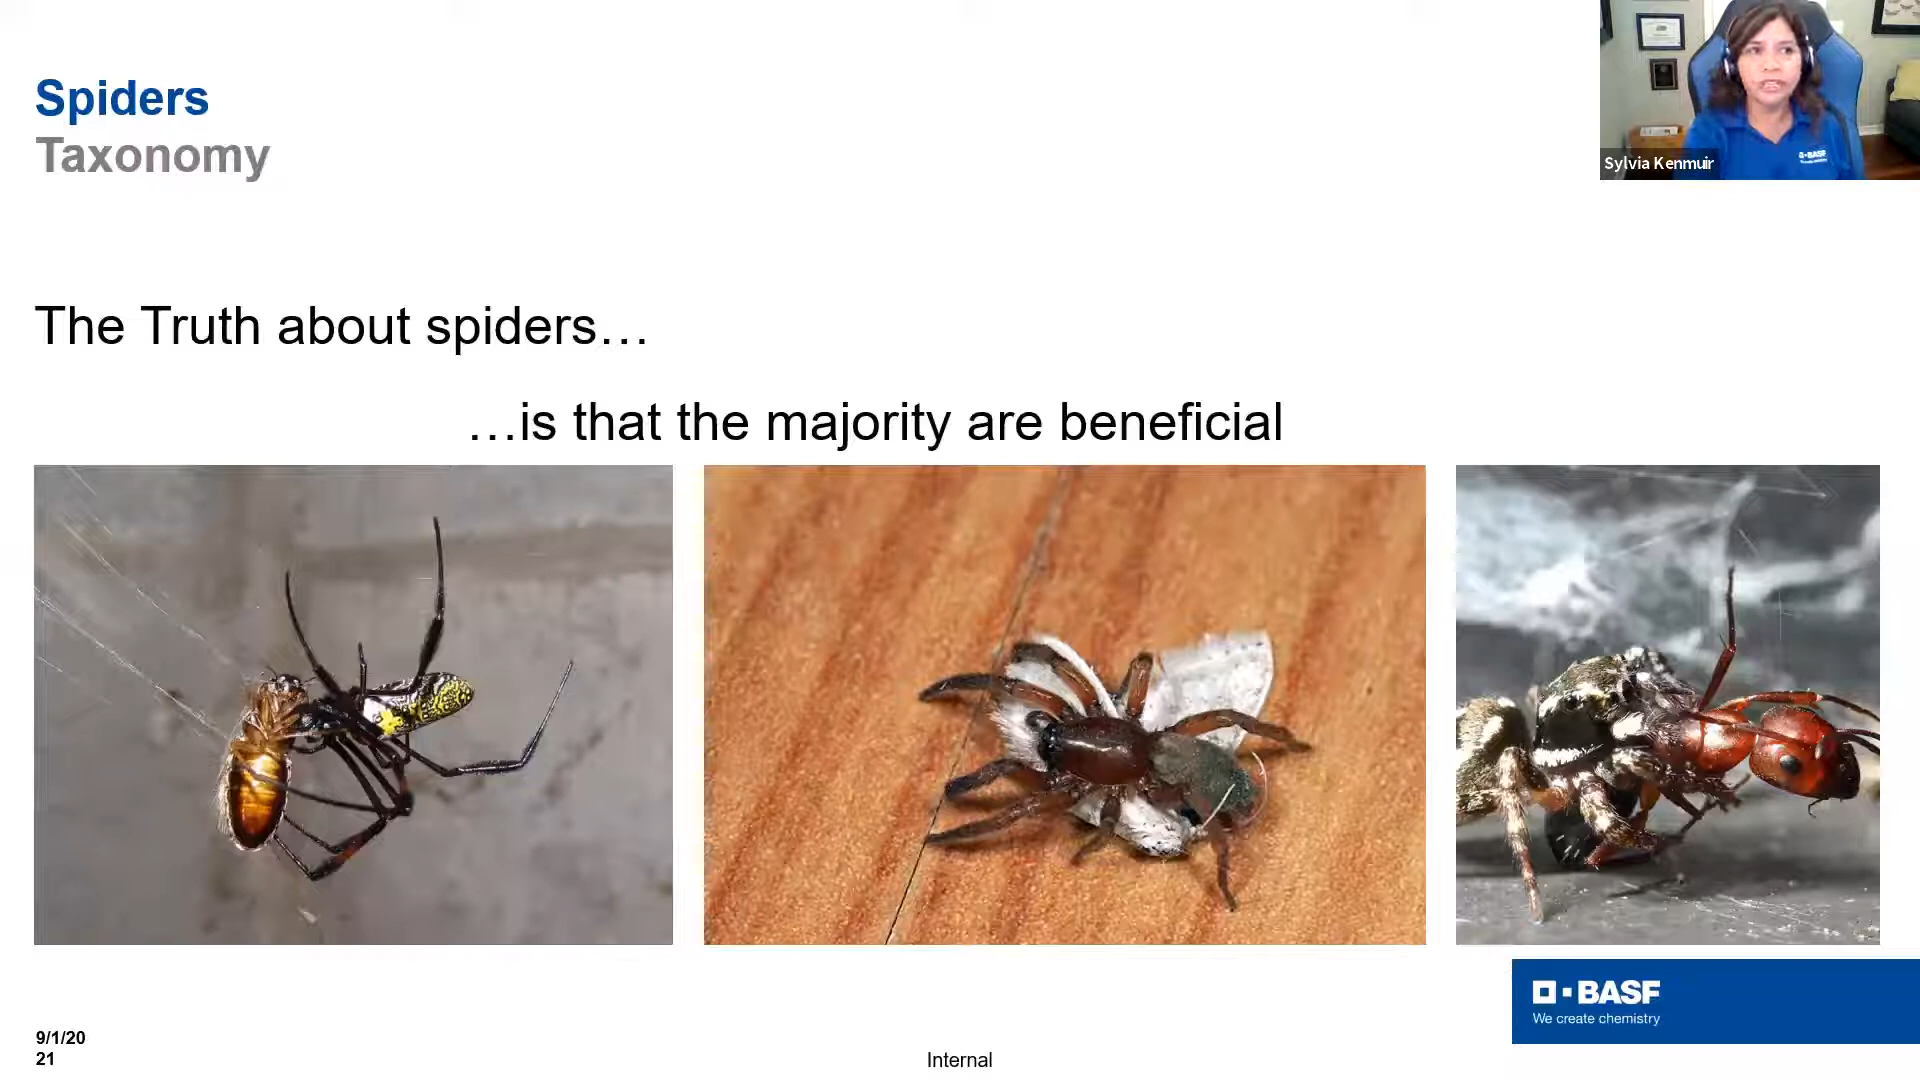 Spiders
Taxonomy
Sylvia Kenmuir
BASF
The Truth about spiders…
…is that the majority are beneficial
BASF
We create chemistry
9/1/20
21
Internal